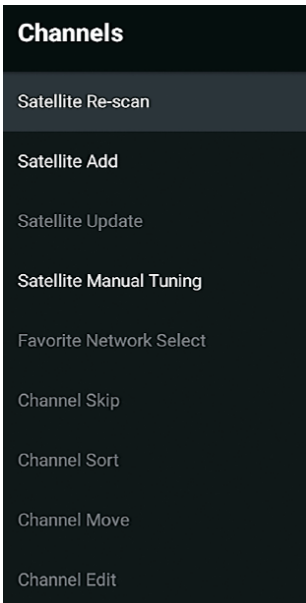 Channels
Satellite Re-scan
Satellite Add
Satellite Update
Satellite Manual Tuning
Favorite Network Select
Channel Skip
Channel Sort
Channel Move
Channel Edit